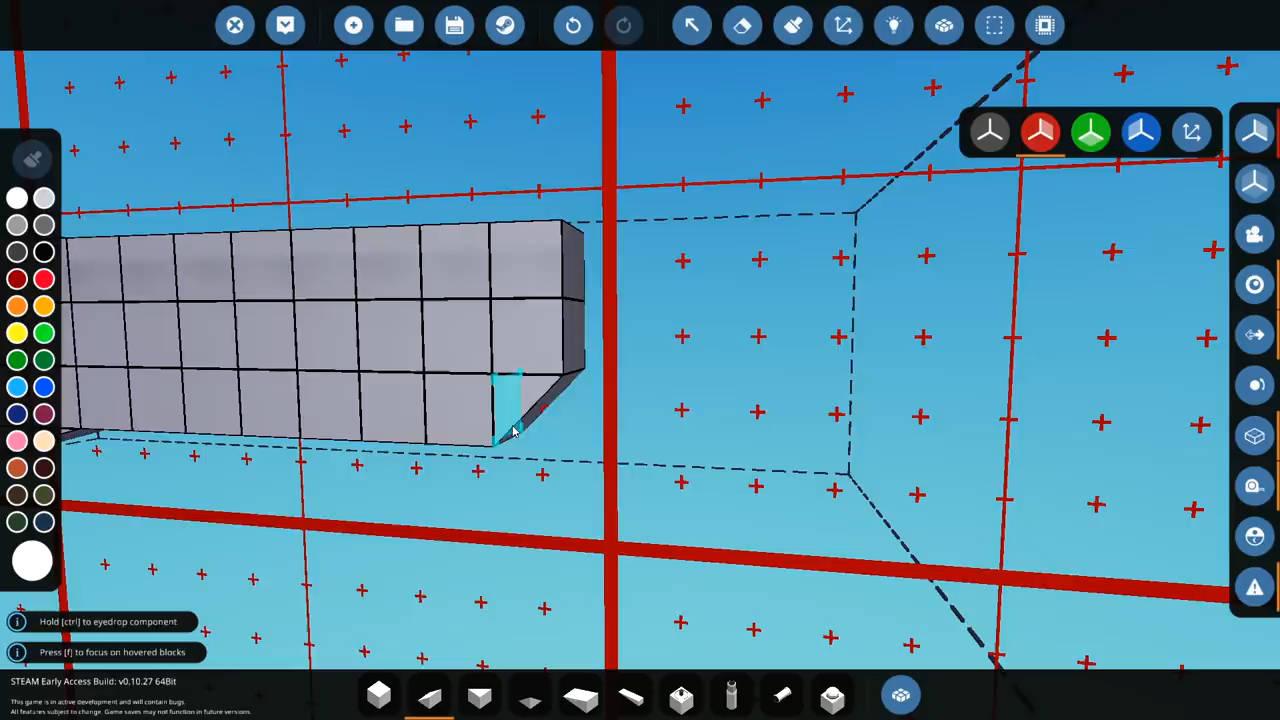 Hold [ctrl] to eyedrop component
Press [f] to focus on hovered blocks
STEAM Early Access Build: v0.10.27 64Bit
This game is in active development and will contain bugs.
All features subject to change. Game saves may not function in future versions.